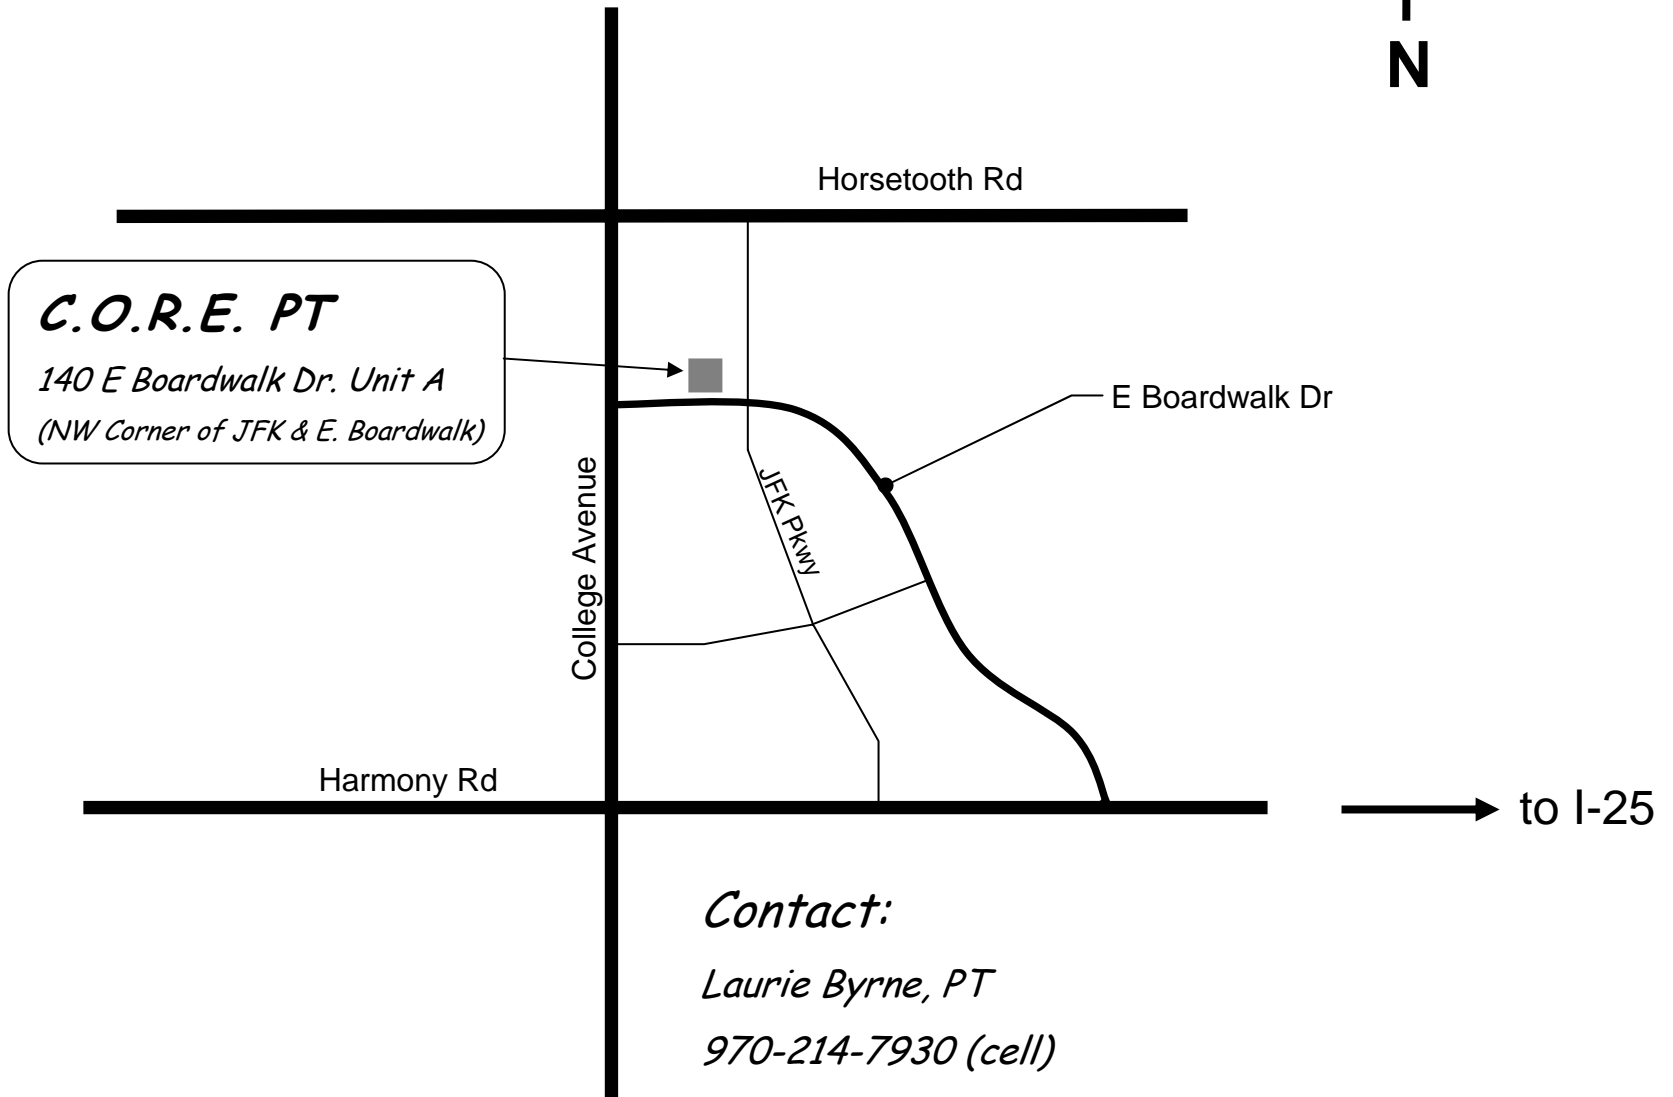 N
Horsetooth Rd
C.O.R.E. PT
140 E Boardwalk Dr. Unit A
(NW Corner of JFK & E. Boardwalk)
E Boardwalk Dr
College Avenue
JFK Pkwy
Harmony Rd
to I-25
Contact:
Laurie Byrne, PT
970-214-7930 (cell)